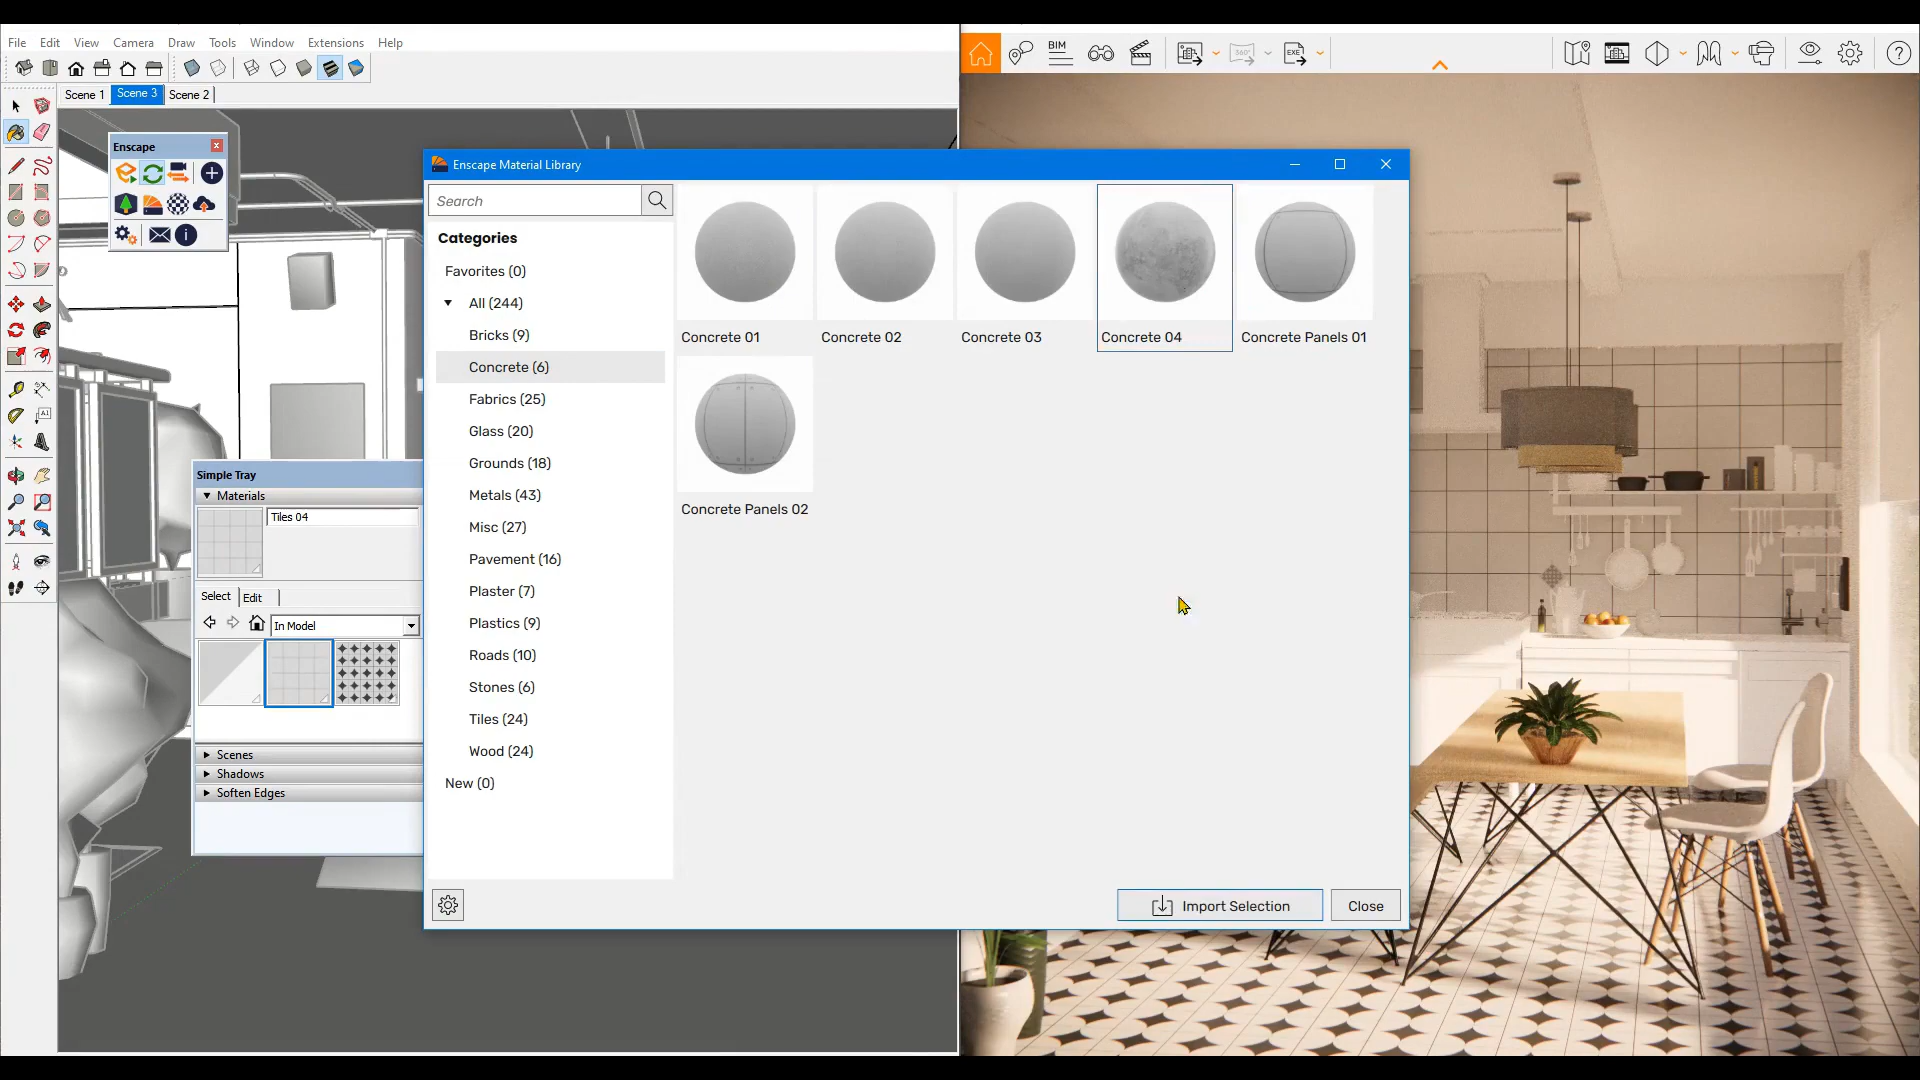 File Edit View Camera Draw Tools Window Extensions Help
BIM
360°
EXE
Scene 1 Scene 3 Scene 2
Enscape
Enscape Material Library
Search
Categories
Favorites (0)
All (244)
Bricks (9)
Concrete (6)
Fabrics (25)
Glass (20)
Grounds (18)
Metals (43)
Misc (27)
Pavement (16)
Plaster (7)
Plastics (9)
Roads (10)
Stones (6)
Tiles (24)
Wood (24)
New (0)
Concrete 01
Concrete 02
Concrete 03
Concrete 04
Concrete Panels 01
Concrete Panels 02
Import Selection
Close
Simple Tray
Materials
Tiles 04
Select Edit
In Model
Scenes
Shadows
Soften Edges
A1